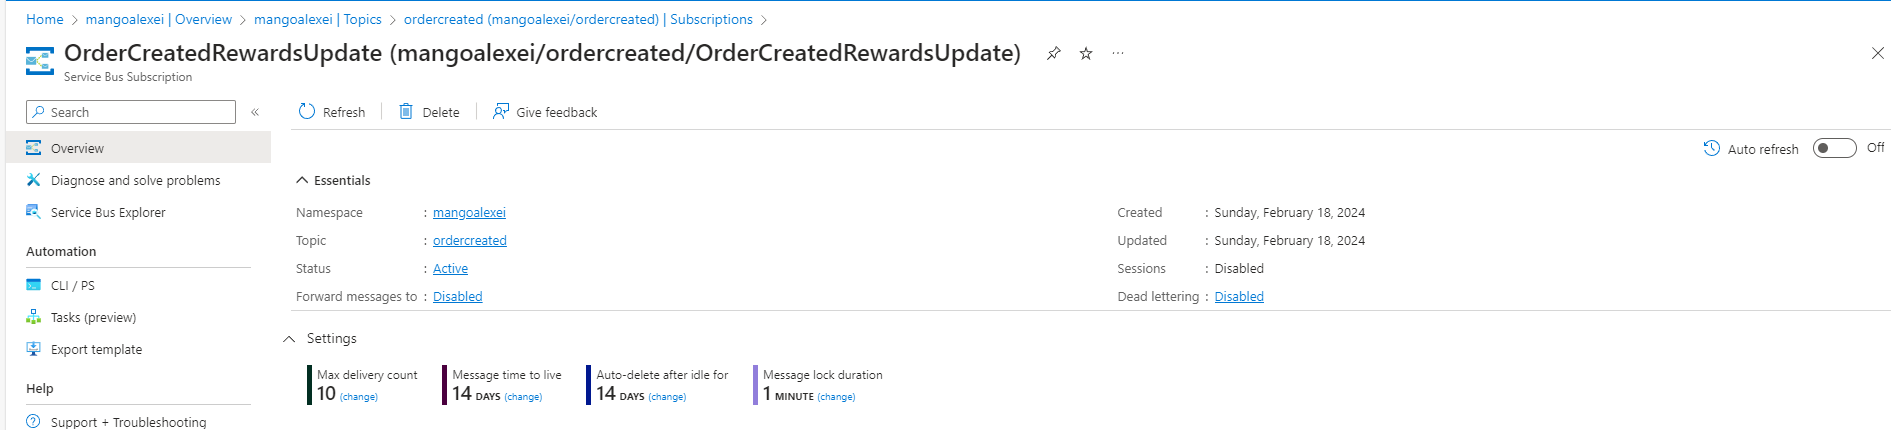 Home > mangoalexei | Overview > mangoalexei | Topics > ordercreated (mangoalexei/ordercreated) | Subscriptions >
OrderCreatedRewardsUpdate (mangoalexei/ordercreated/OrderCreatedRewardsUpdate) ...
Service Bus Subscription
Search «
Refresh Delete Give feedback
Overview
Auto refresh Off
Diagnose and solve problems
Service Bus Explorer
Automation
CLI / PS
Tasks (preview)
Export template
Help
Support + Troubleshooting
Essentials
Namespace : mangoalexei
Topic : ordercreated
Status : Active
Forward messages to : Disabled
Created : Sunday, February 18, 2024
Updated : Sunday, February 18, 2024
Sessions : Disabled
Dead lettering : Disabled
Settings
Max delivery count
10 (change)
Message time to live
14 DAYS (change)
Auto-delete after idle for
14 DAYS (change)
Message lock duration
1 MINUTE (change)